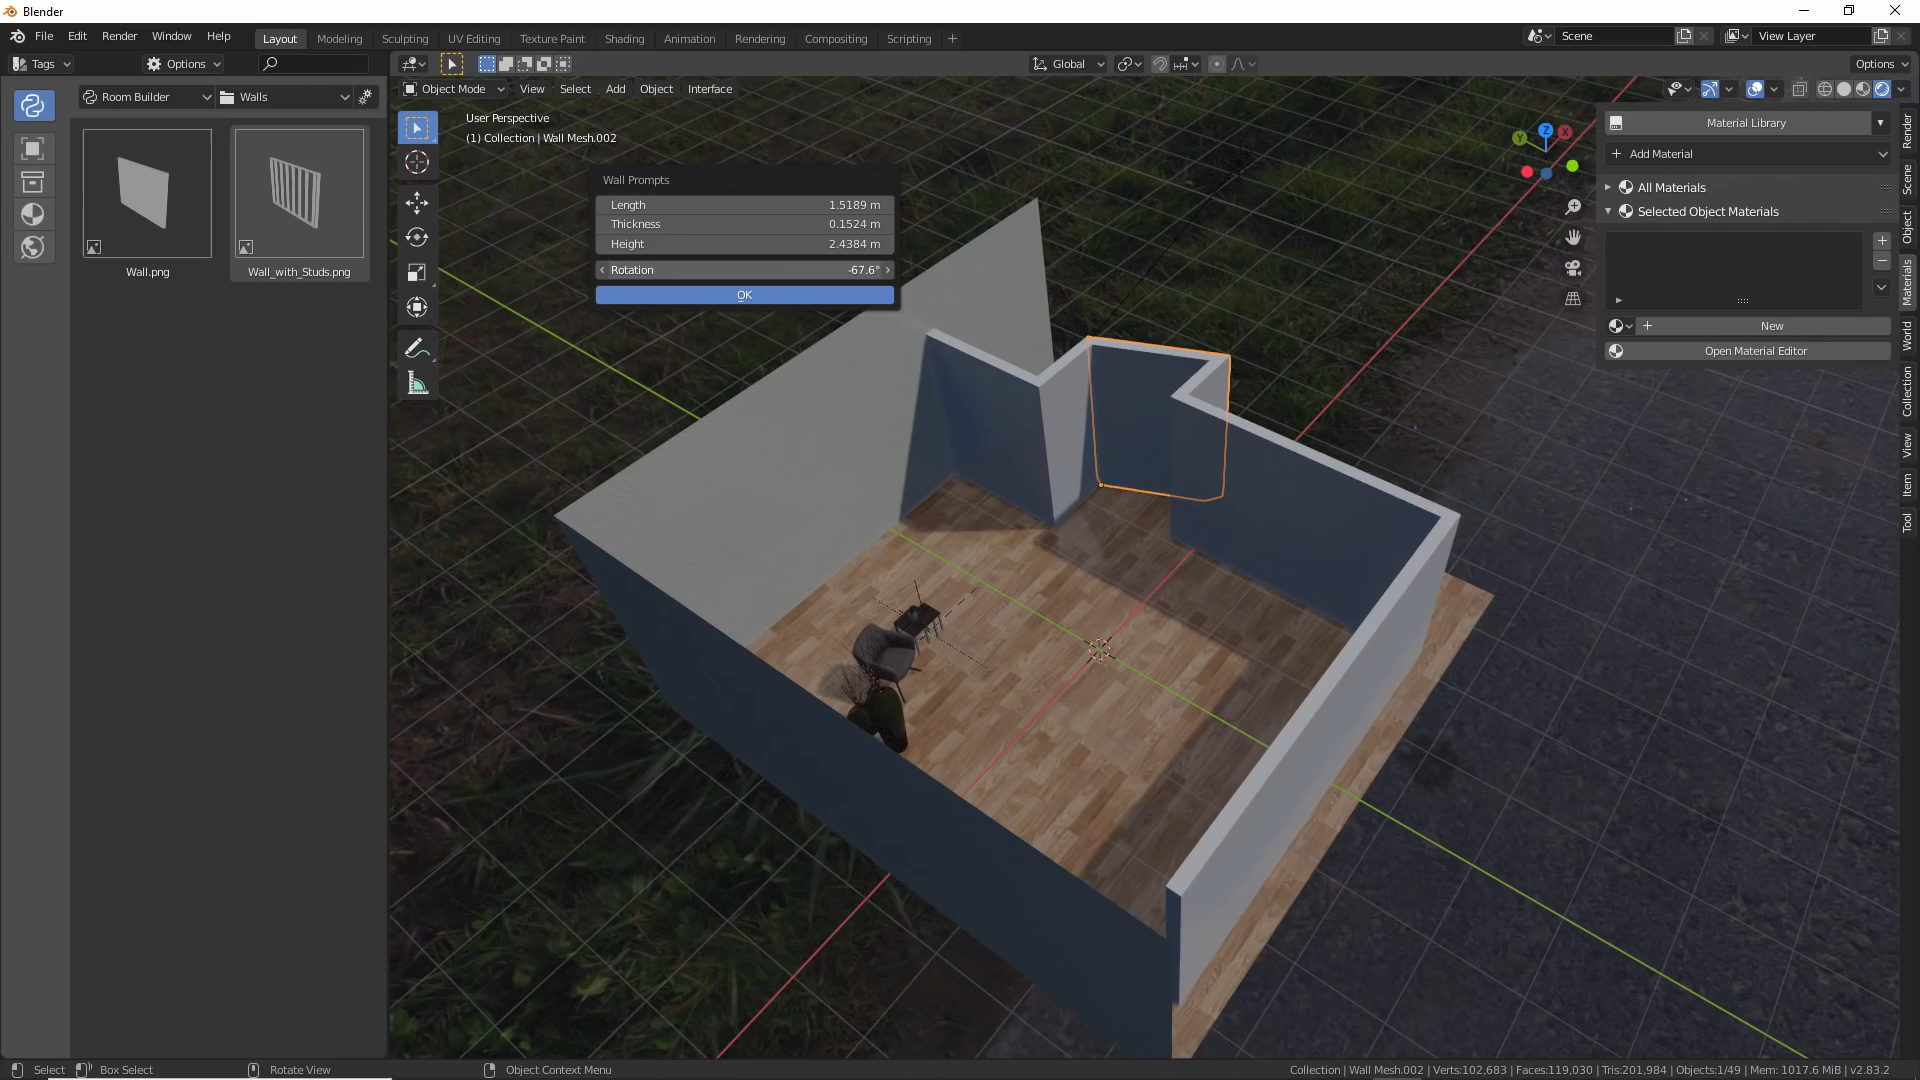 Blender
File Edit Render Window Help
Layout Modeling Sculpting UV Editing Texture Paint Shading Animation Rendering Compositing Scripting +
Scene
View Layer
Tags Options
Global
Options
Room Builder Walls
Object Mode View Select Add Object Interface
User Perspective
(1) Collection | Wall Mesh.002
Wall.png
Wall_with_Studs.png
Wall Prompts
Length 1.5189 m
Thickness 0.1524 m
Height 2.4384 m
Rotation -67.6°
OK
Y Z X
Material Library
+ Add Material
All Materials
Selected Object Materials
+ New
Open Material Editor
Render
Scene
Object
Materials
World
Collection
View
Item
Tool
Select Box Select Rotate View Object Context Menu
Collection | Wall Mesh.002 | Verts:102,683 | Faces:119,030 | Tris:201,984 | Objects:1/49 | Mem: 1017.6 MiB | v2.83.2